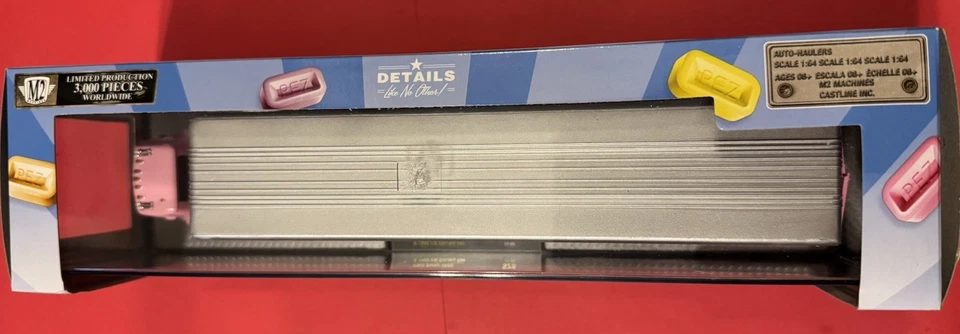 M2
LIMITED PRODUCTION
3,000 PIECES
WORLDWIDE
PEZ
DETAILS
Like No Other!
PEZ
AUTO-HAULERS
SCALE 1:64 SCALE 1:64 SCALE 1:64
AGES 08+ ESCALA 08+ ÉCHELLE 08+
M2 MACHINES
CASTLINE INC.
PEZ
PEZ